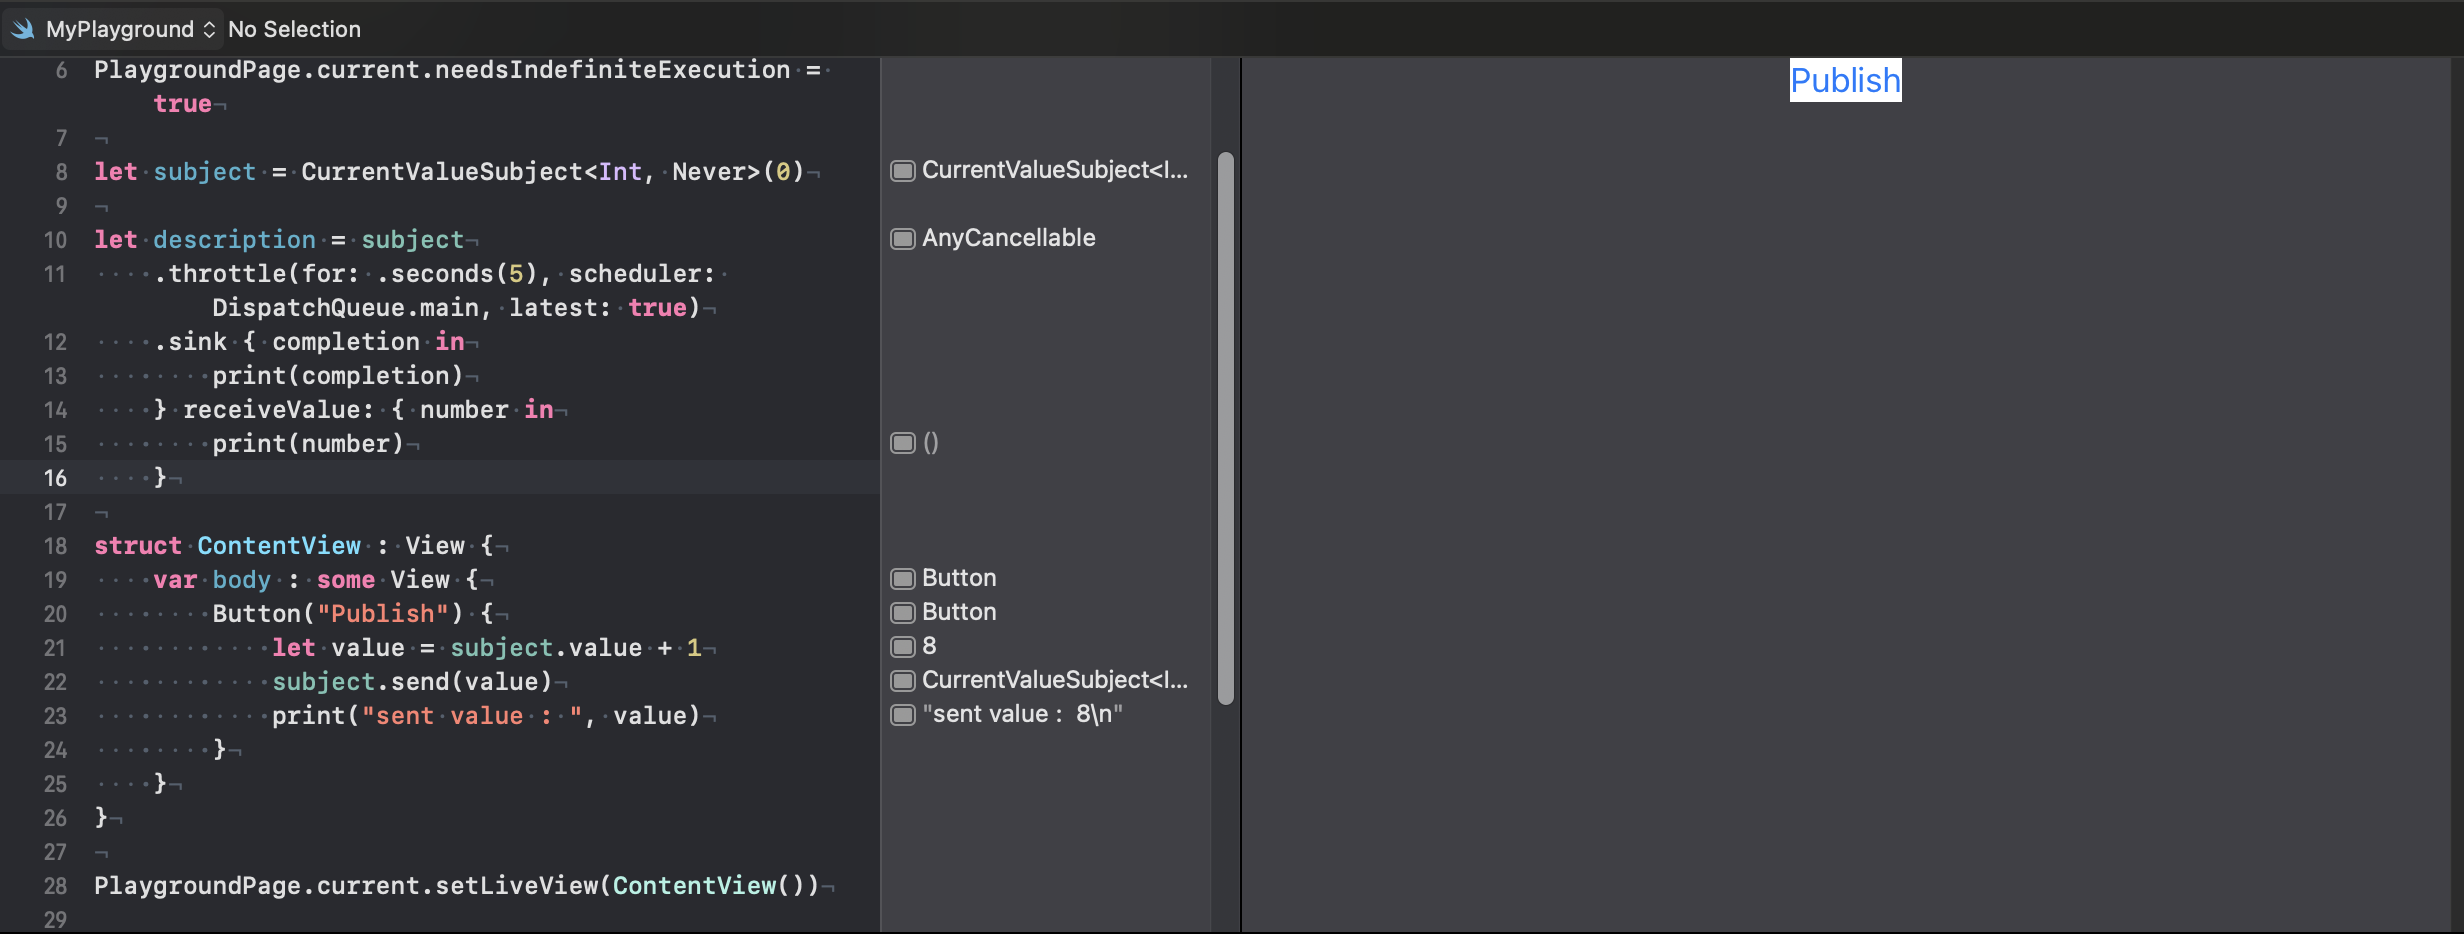 MyPlayground No Selection
6 PlaygroundPage.current.needsIndefiniteExecution =
true
7
8 let subject = CurrentValueSubject<Int, Never>(0) CurrentValueSubject<I...
9
10 let description = subject AnyCancellable
11 .throttle(for: .seconds(5), scheduler:
DispatchQueue.main, latest: true)
12 .sink { completion in
13 print(completion)
14 } receiveValue: { number in
15 print(number) ()
16 }
17
18 struct ContentView : View {
19 var body : some View { Button
20 Button("Publish") { Button
21 let value = subject.value + 1 8
22 subject.send(value) CurrentValueSubject<I...
23 print("sent value : ", value) "sent value :  8\n"
24 }
25 }
26 }
27
28 PlaygroundPage.current.setLiveView(ContentView())
29
Publish